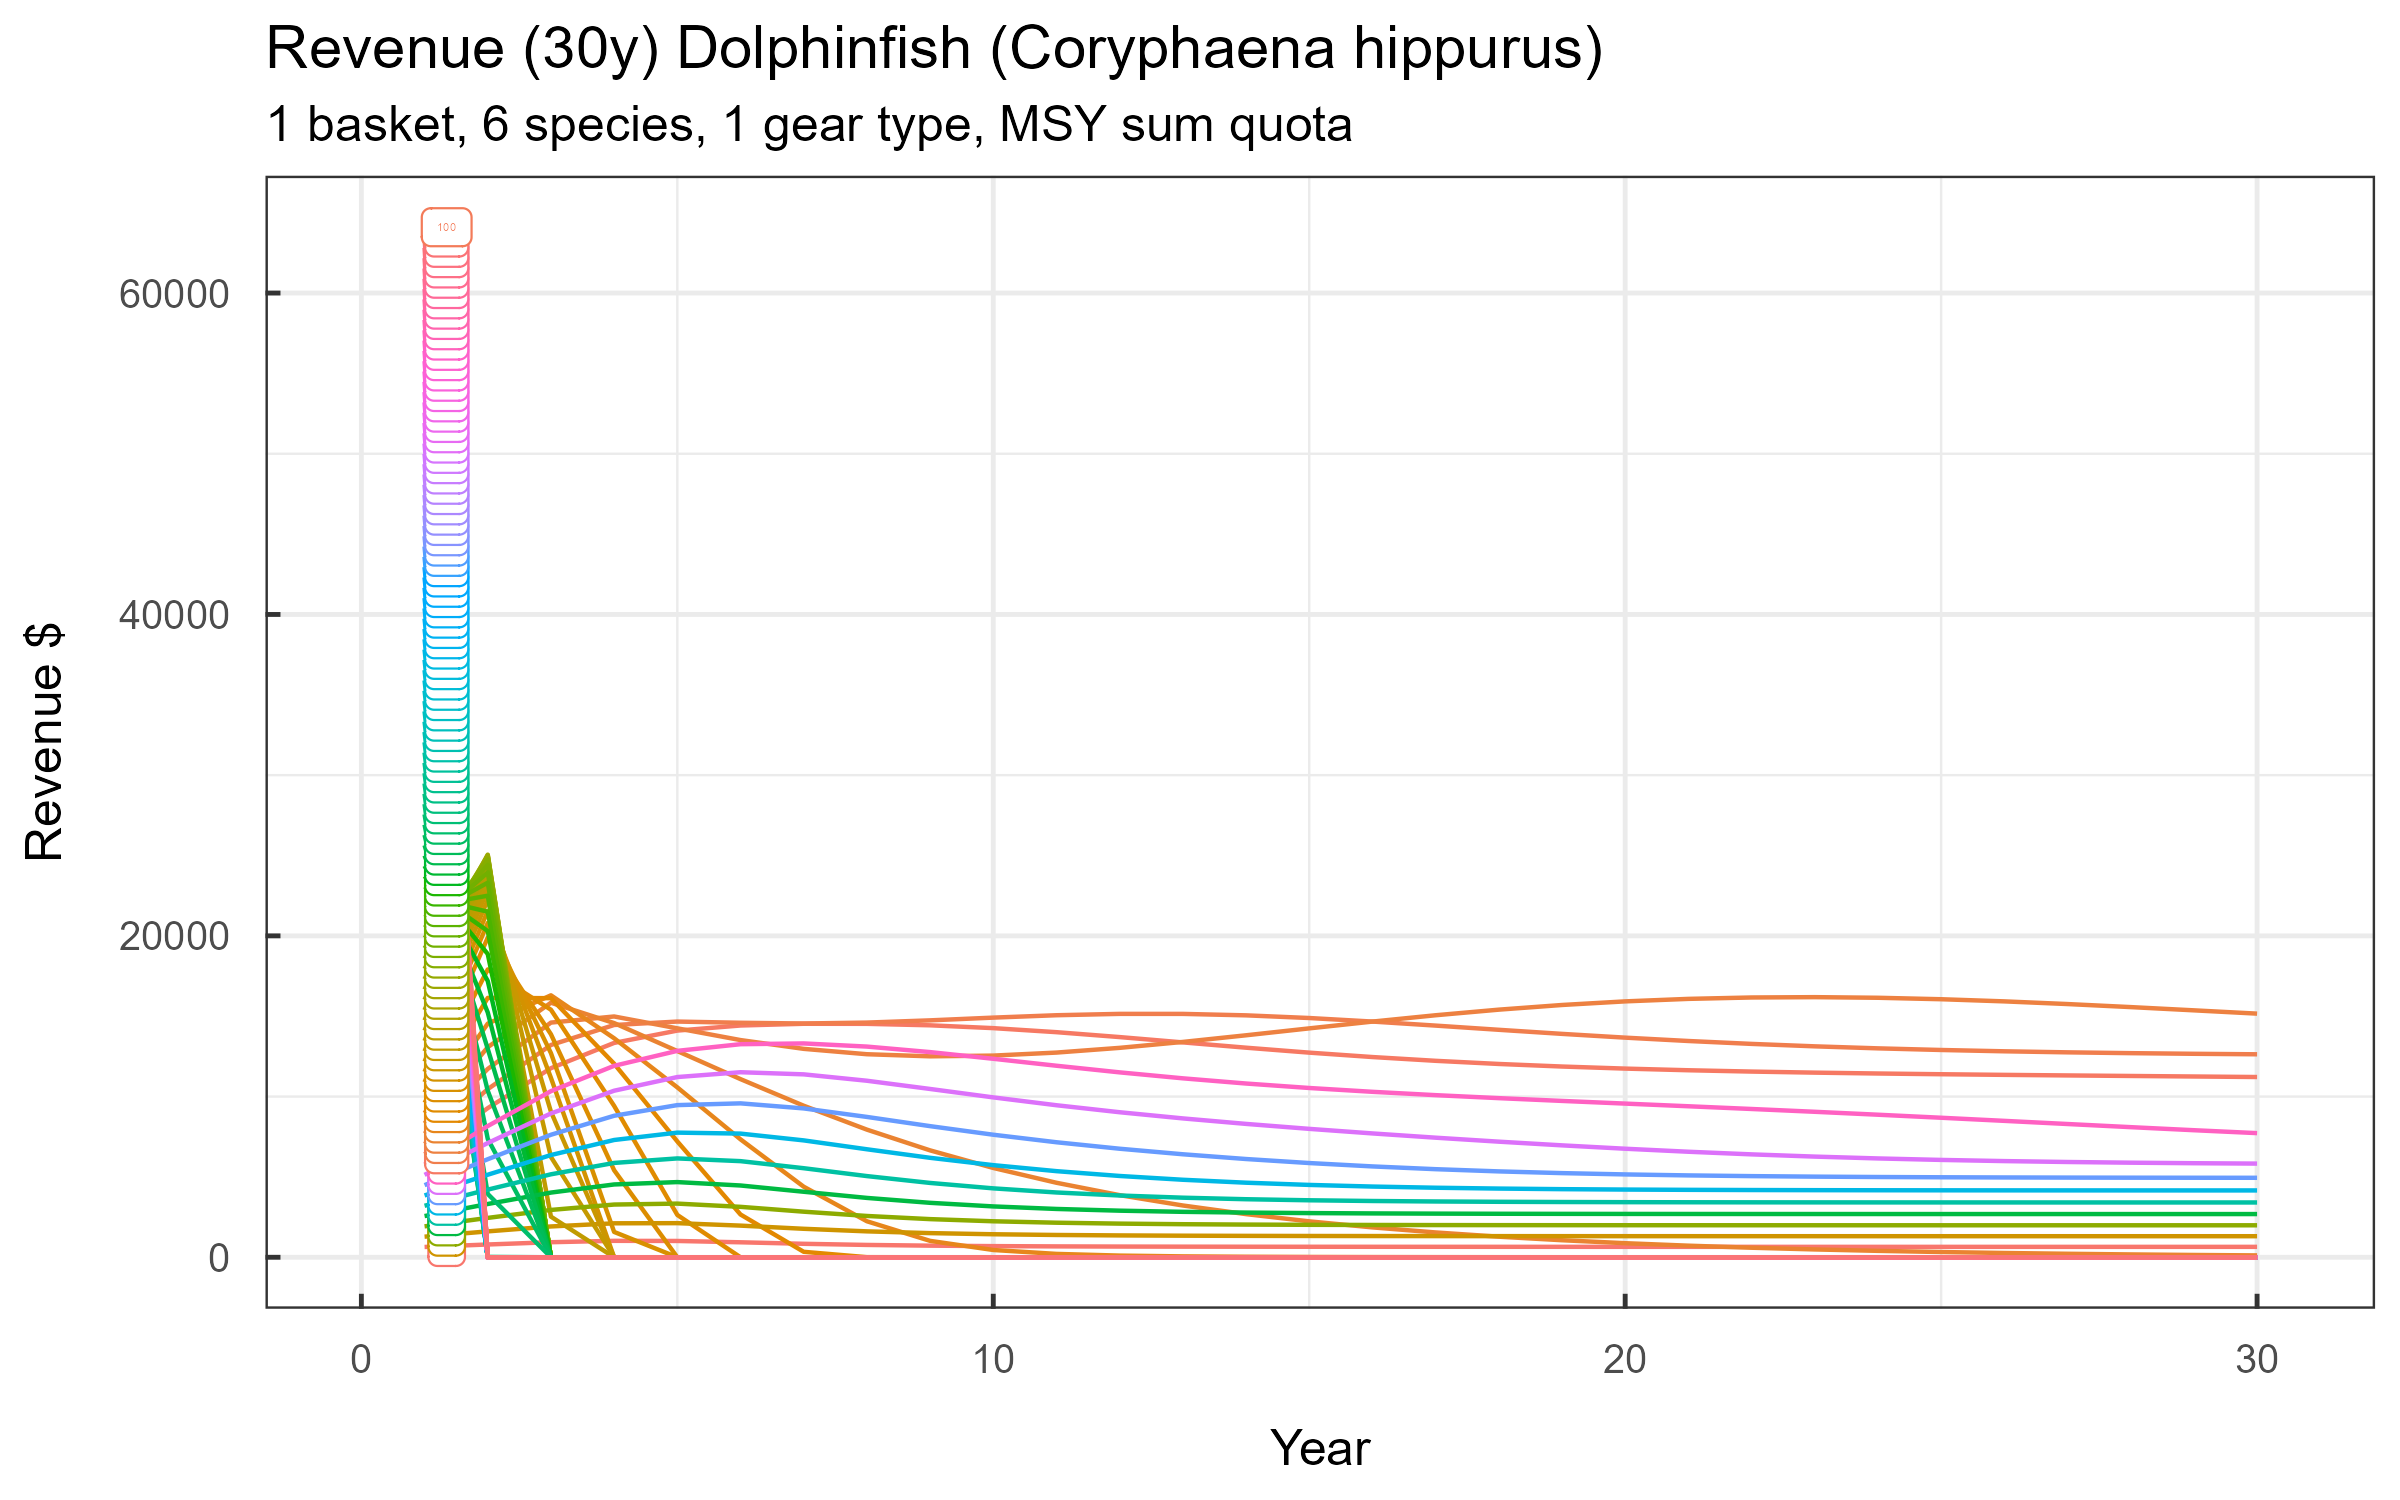 Revenue (30y) Dolphinfish (Coryphaena hippurus)
1 basket, 6 species, 1 gear type, MSY sum quota
100
60000
40000
20000
0
Revenue $
0 10 20 30
Year